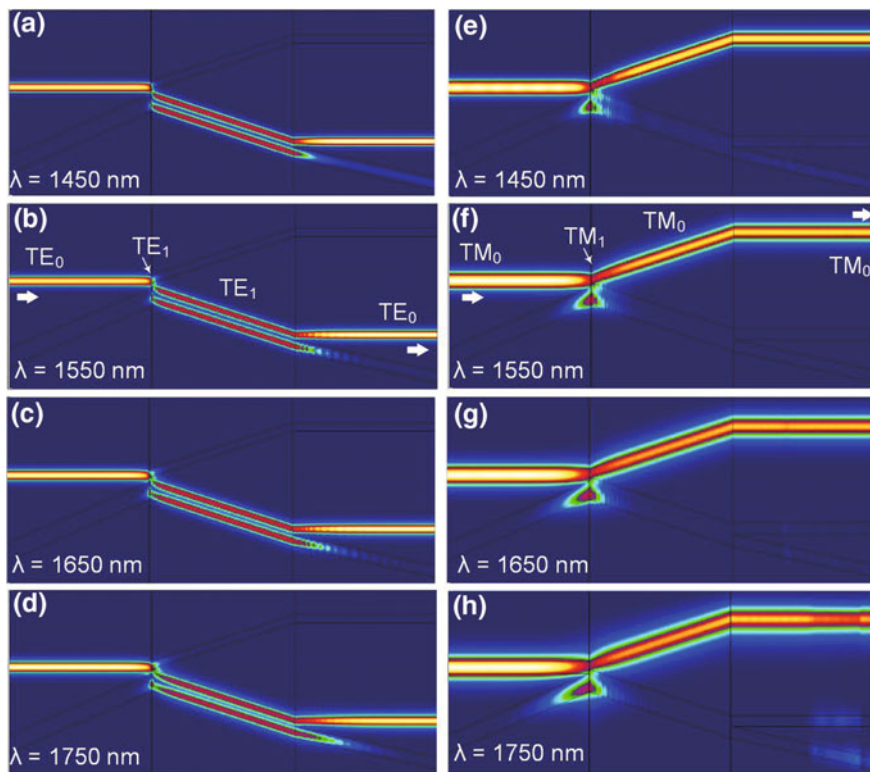 (a)
λ = 1450 nm
(b)
TE₀
TE₁
TE₁
TE₀
λ = 1550 nm
(c)
λ = 1650 nm
(d)
λ = 1750 nm
(e)
λ = 1450 nm
(f)
TM₀
TM₁
TM₀
TM₀
λ = 1550 nm
(g)
λ = 1650 nm
(h)
λ = 1750 nm